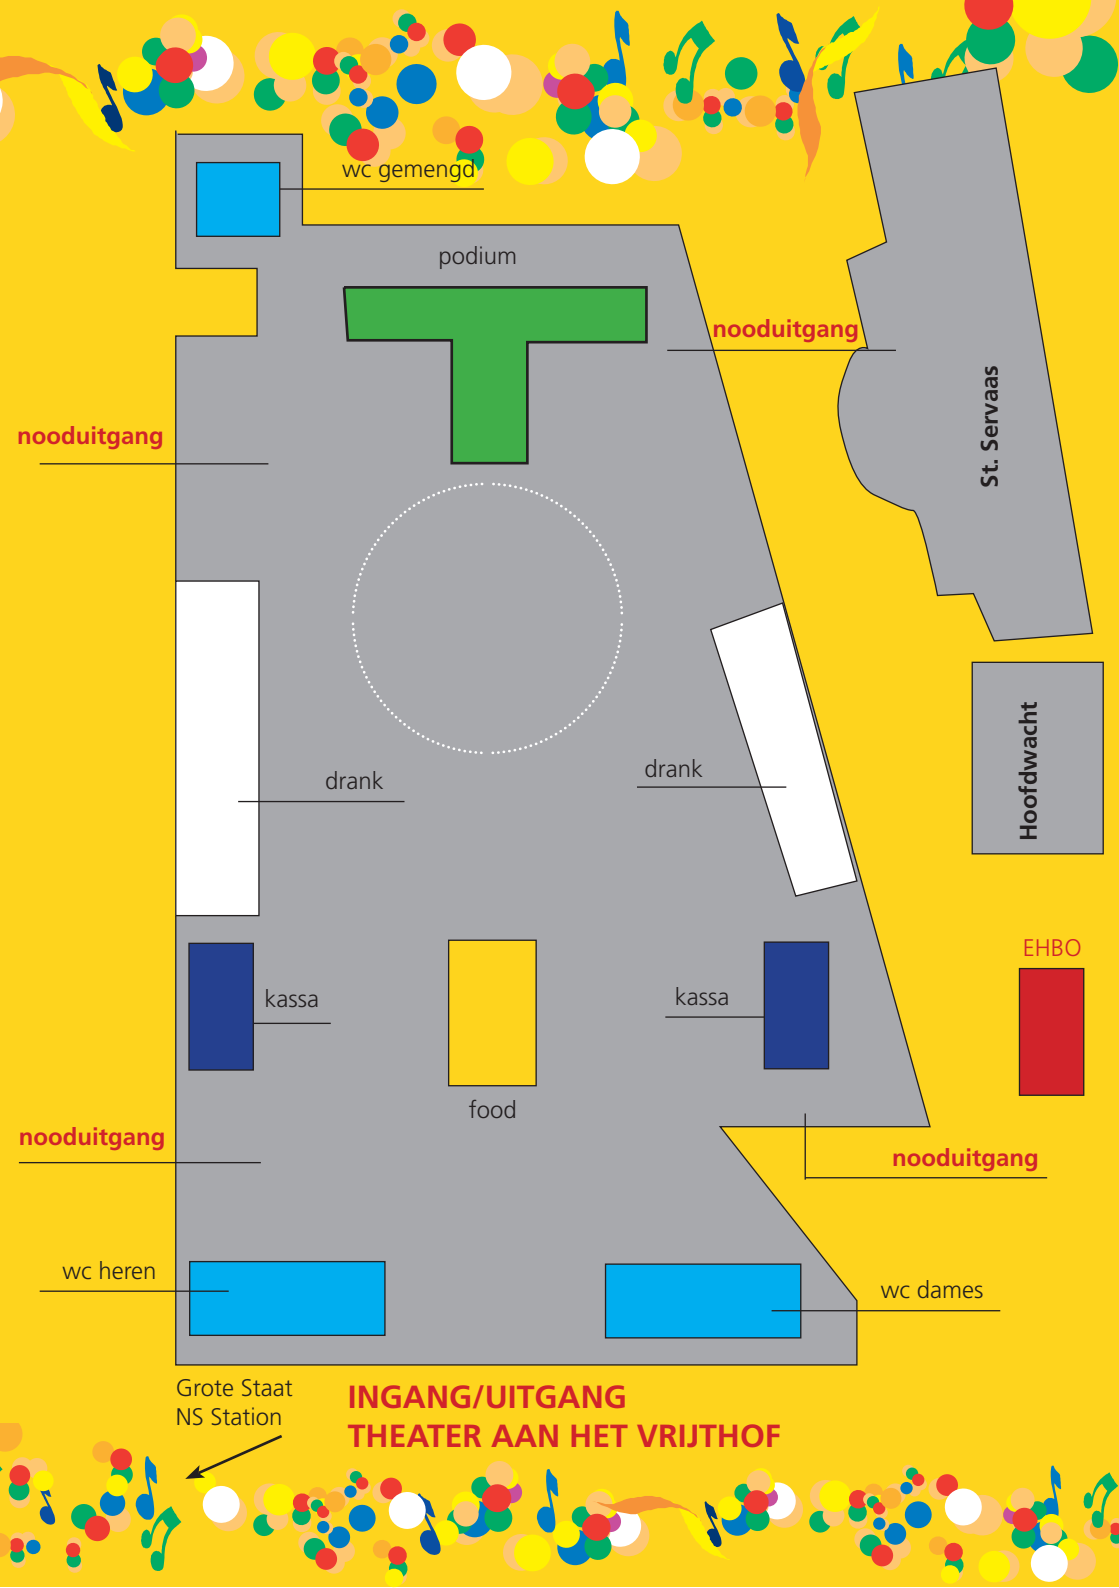 wc gemengd
podium
nooduitgang
St. Servaas
nooduitgang
drank
drank
Hoofdwacht
EHBO
kassa
kassa
food
nooduitgang
nooduitgang
wc heren
wc dames
Grote Staat
NS Station
INGANG/UITGANG
THEATER AAN HET VRIJTHOF